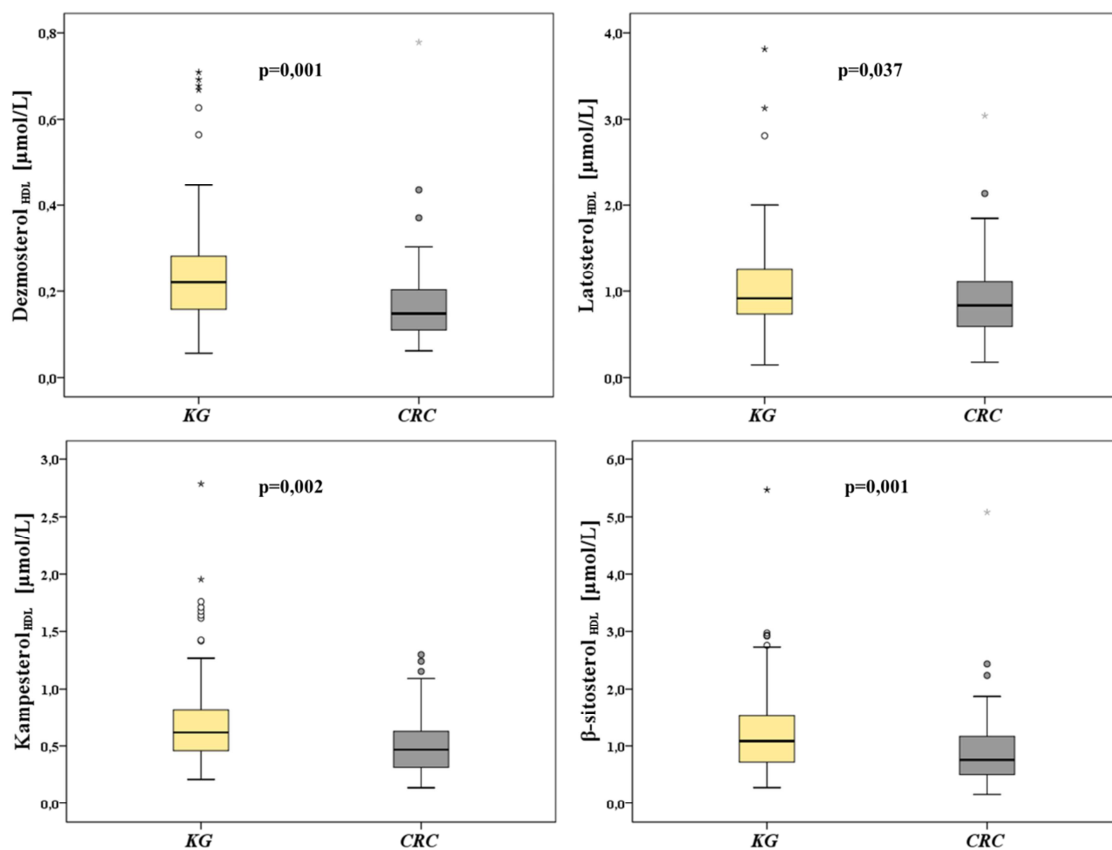 Dezmosterol HDL [µmol/L]
0,8
0,6
0,4
0,2
0,0
p=0,001
KG
CRC
Latosterol HDL [µmol/L]
4,0
3,0
2,0
1,0
0,0
p=0,037
KG
CRC
Kampesterol HDL [µmol/L]
3,0
2,5
2,0
1,5
1,0
0,5
0,0
p=0,002
KG
CRC
β-sitosterol HDL [µmol/L]
6,0
5,0
4,0
3,0
2,0
1,0
0,0
p=0,001
KG
CRC